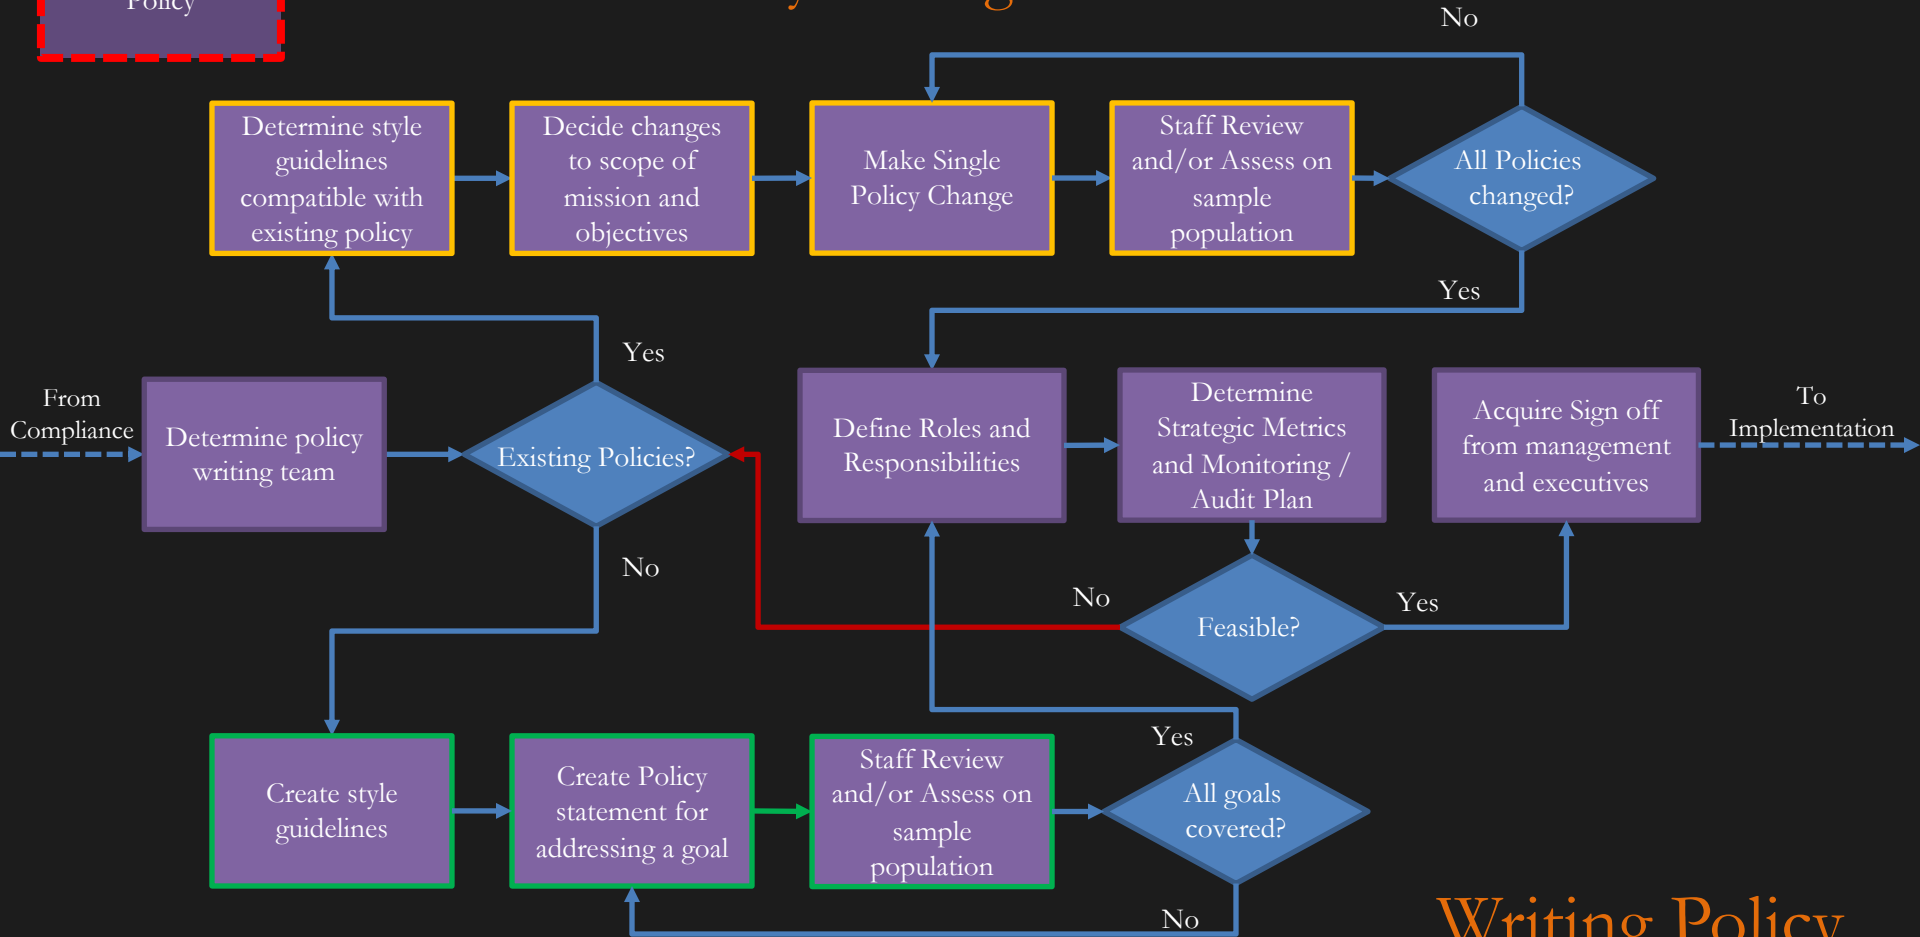 Policy
No
Determine style
guidelines
compatible with
existing policy
Decide changes
to scope of
mission and
objectives
Make Single
Policy Change
Staff Review
and/or Assess on
sample
population
All Policies
changed?
Yes
Yes
From
Compliance
Determine policy
writing team
Existing Policies?
Define Roles and
Responsibilities
Determine
Strategic Metrics
and Monitoring /
Audit Plan
Acquire Sign off
from management
and executives
To
Implementation
No
No
Feasible?
Yes
Yes
Create style
guidelines
Create Policy
statement for
addressing a goal
Staff Review
and/or Assess on
sample
population
All goals
covered?
No
Writing Policy